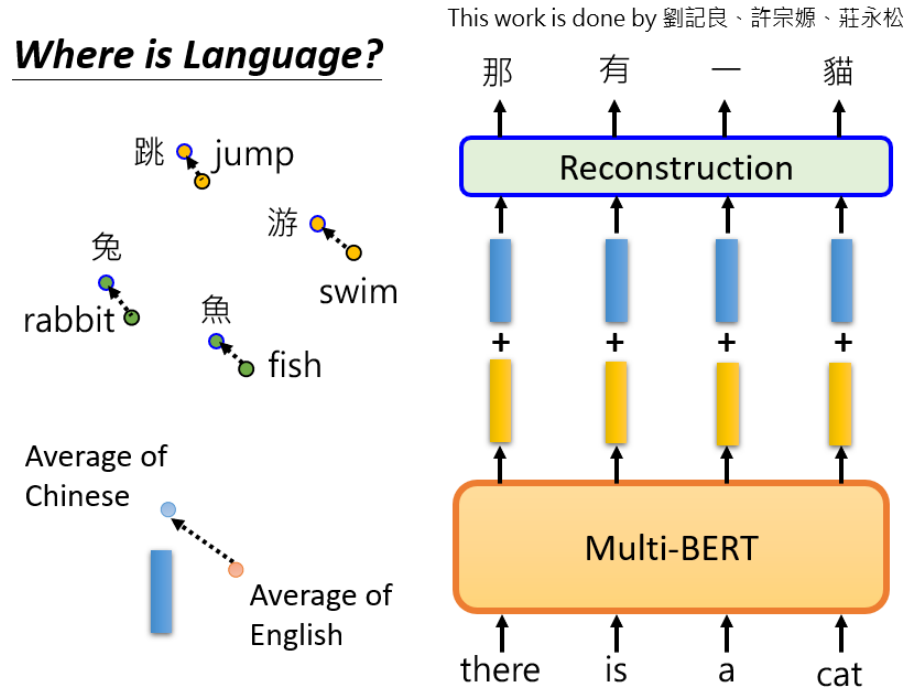 This work is done by 劉記良、許宗嫄、莊永松
Where is Language?
跳 jump
游
swim
兔
rabbit
魚
fish
Average of
Chinese
Average of
English
那 有 一 貓
Reconstruction
+ + + +
Multi-BERT
there is a cat